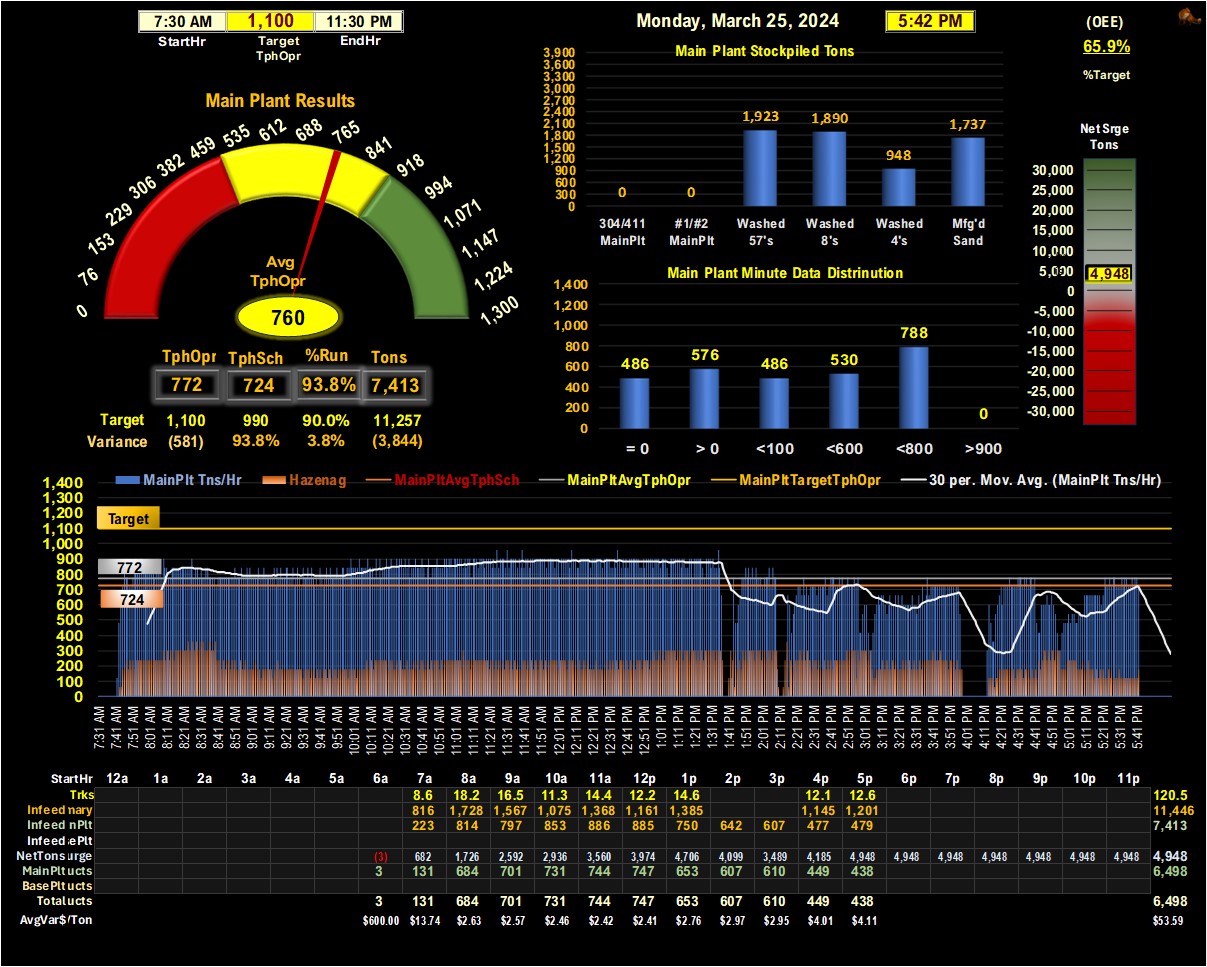 7:30 AM 1,100 11:30 PM
StartHr Target TphOpr EndHr
Monday, March 25, 2024 5:42 PM
(OEE)
65.9%
%Target
Main Plant Results
0 76 153 229 306 382 459 535 612 688 765 841 918 994 1,071 1,147 1,224 1,300
Avg
TphOpr
760
TphOpr TphSch %Run Tons
772 724 93.8% 7,413
Target 1,100 990 90.0% 11,257
Variance (581) 93.8% 3.8% (3,844)
Main Plant Stockpiled Tons
3,900
3,600
3,300
3,000
2,700
2,400
2,100
1,800
1,500
1,200
900
600
300
0
0 0 1,923 1,890 948 1,737
304/411 #1/#2 Washed Washed Washed Mfg'd
MainPlt MainPlt 57's 8's 4's Sand
Main Plant Minute Data Distrinution
1,400
1,200
1,000
800
600
400
200
0
486 576 486 530 788 0
= 0 > 0 <100 <600 <800 >900
Net Srge
Tons
30,000
25,000
20,000
15,000
10,000
5,000
0
-5,000
-10,000
-15,000
-20,000
-25,000
-30,000
4,948
MainPlt Tns/Hr Hazenag MainPltAvgTphSch MainPltAvgTphOpr MainPltTargetTphOpr 30 per. Mov. Avg. (MainPlt Tns/Hr)
1,400
1,300
1,200
1,100
1,000
900
800
700
600
500
400
300
200
100
0
Target
772
724
7:31 AM 7:41 AM 7:51 AM 8:01 AM 8:11 AM 8:21 AM 8:31 AM 8:41 AM 8:51 AM 9:01 AM 9:11 AM 9:21 AM 9:31 AM 9:41 AM 9:51 AM 10:01 AM 10:11 AM 10:21 AM 10:31 AM 10:41 AM 10:51 AM 11:01 AM 11:11 AM 11:21 AM 11:31 AM 11:41 AM 11:51 AM 12:01 PM 12:11 PM 12:21 PM 12:31 PM 12:41 PM 12:51 PM 1:01 PM 1:11 PM 1:21 PM 1:31 PM 1:41 PM 1:51 PM 2:01 PM 2:11 PM 2:21 PM 2:31 PM 2:41 PM 2:51 PM 3:01 PM 3:11 PM 3:21 PM 3:31 PM 3:41 PM 3:51 PM 4:01 PM 4:11 PM 4:21 PM 4:31 PM 4:41 PM 4:51 PM 5:01 PM 5:11 PM 5:21 PM 5:31 PM 5:41 PM
StartHr 12a 1a 2a 3a 4a 5a 6a 7a 8a 9a 10a 11a 12p 1p 2p 3p 4p 5p 6p 7p 8p 9p 10p 11p
Trks 8.6 18.2 16.5 11.3 14.4 12.2 14.6 12.1 12.6 120.5
Infeed nary 816 1,728 1,567 1,075 1,368 1,161 1,385 1,145 1,201 11,446
Infeed nPlt 223 814 797 853 886 885 750 642 607 477 479 7,413
Infeed ePlt
NetTons urge (3) 682 1,726 2,592 2,936 3,560 3,974 4,706 4,099 3,489 4,185 4,948 4,948 4,948 4,948 4,948 4,948 4,948 4,948
MainPlt ucts 3 131 684 701 731 744 747 653 607 610 449 438 6,498
BasePlt ucts
Total ucts 3 131 684 701 731 744 747 653 607 610 449 438 6,498
AvgVar$/Ton $600.00 $13.74 $2.63 $2.57 $2.46 $2.42 $2.41 $2.76 $2.97 $2.95 $4.01 $4.11 $53.59